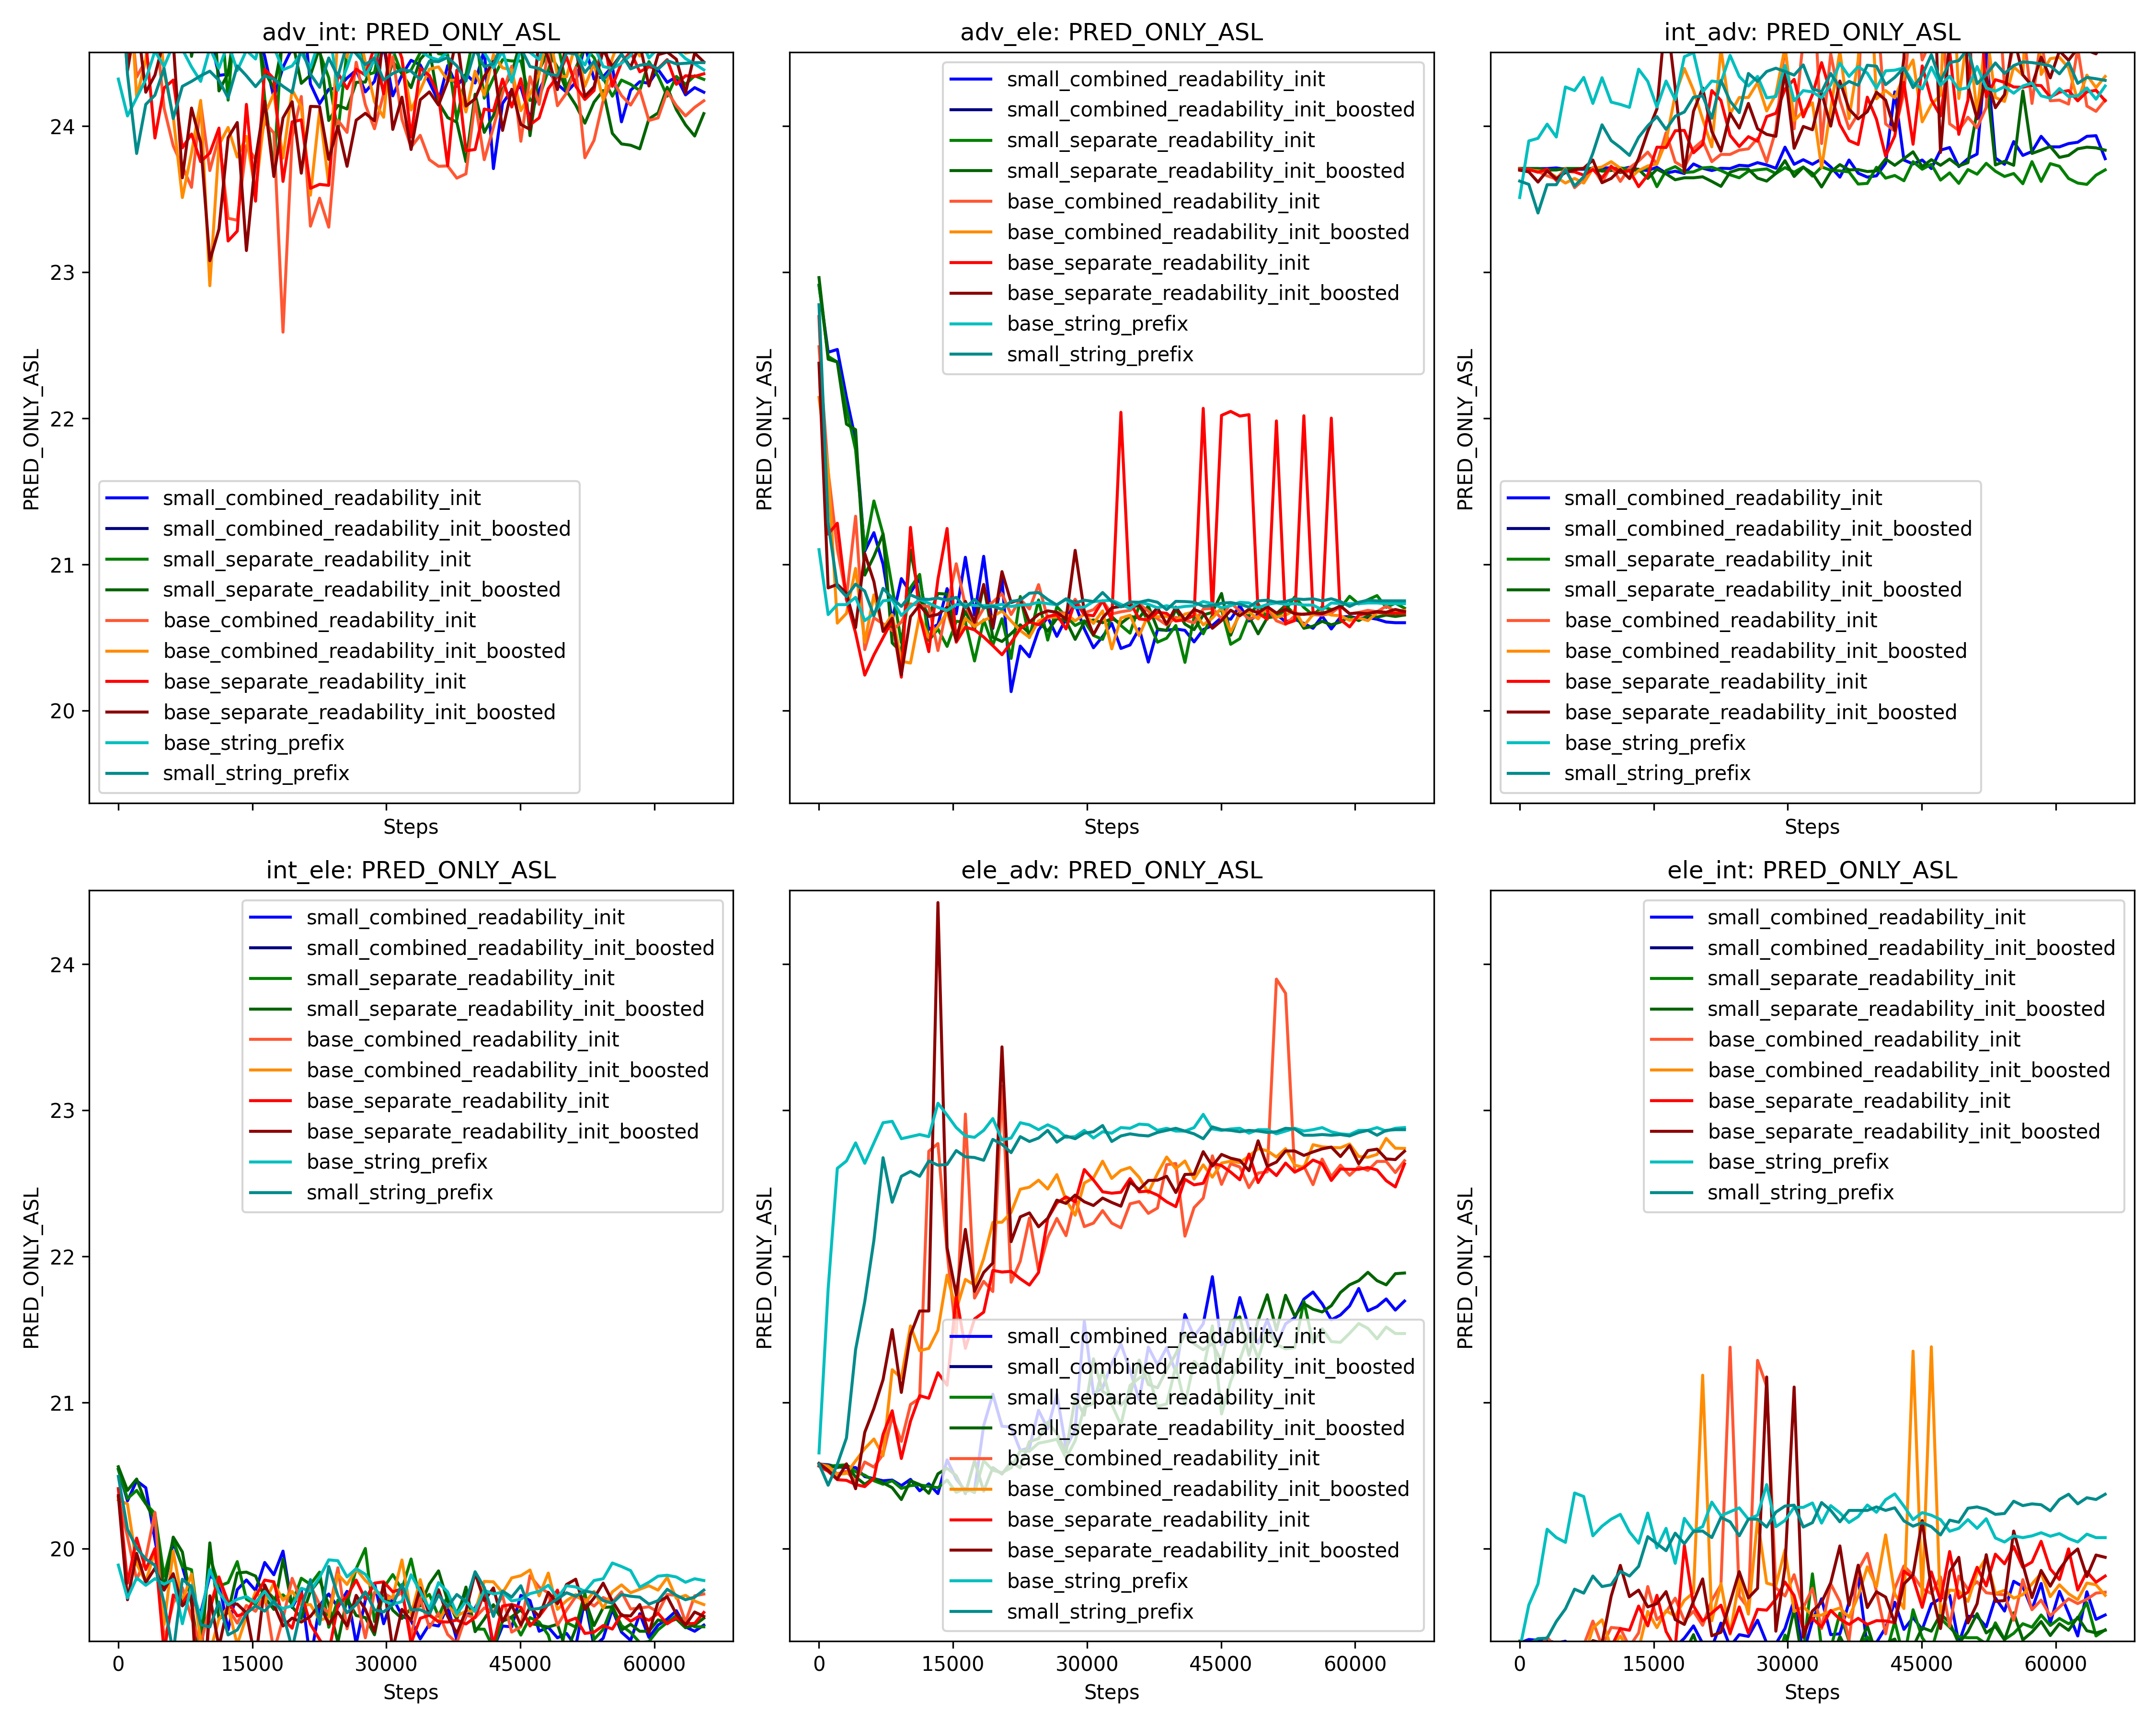 adv_int: PRED_ONLY_ASL
PRED_ONLY_ASL
24
23
22
21
20
small_combined_readability_init
small_combined_readability_init_boosted
small_separate_readability_init
small_separate_readability_init_boosted
base_combined_readability_init
base_combined_readability_init_boosted
base_separate_readability_init
base_separate_readability_init_boosted
base_string_prefix
small_string_prefix
Steps
adv_ele: PRED_ONLY_ASL
PRED_ONLY_ASL
small_combined_readability_init
small_combined_readability_init_boosted
small_separate_readability_init
small_separate_readability_init_boosted
base_combined_readability_init
base_combined_readability_init_boosted
base_separate_readability_init
base_separate_readability_init_boosted
base_string_prefix
small_string_prefix
Steps
int_adv: PRED_ONLY_ASL
PRED_ONLY_ASL
small_combined_readability_init
small_combined_readability_init_boosted
small_separate_readability_init
small_separate_readability_init_boosted
base_combined_readability_init
base_combined_readability_init_boosted
base_separate_readability_init
base_separate_readability_init_boosted
base_string_prefix
small_string_prefix
Steps
int_ele: PRED_ONLY_ASL
PRED_ONLY_ASL
24
23
22
21
20
small_combined_readability_init
small_combined_readability_init_boosted
small_separate_readability_init
small_separate_readability_init_boosted
base_combined_readability_init
base_combined_readability_init_boosted
base_separate_readability_init
base_separate_readability_init_boosted
base_string_prefix
small_string_prefix
0 15000 30000 45000 60000
Steps
ele_adv: PRED_ONLY_ASL
PRED_ONLY_ASL
small_combined_readability_init
small_combined_readability_init_boosted
small_separate_readability_init
small_separate_readability_init_boosted
base_combined_readability_init
base_combined_readability_init_boosted
base_separate_readability_init
base_separate_readability_init_boosted
base_string_prefix
small_string_prefix
0 15000 30000 45000 60000
Steps
ele_int: PRED_ONLY_ASL
PRED_ONLY_ASL
small_combined_readability_init
small_combined_readability_init_boosted
small_separate_readability_init
small_separate_readability_init_boosted
base_combined_readability_init
base_combined_readability_init_boosted
base_separate_readability_init
base_separate_readability_init_boosted
base_string_prefix
small_string_prefix
0 15000 30000 45000 60000
Steps